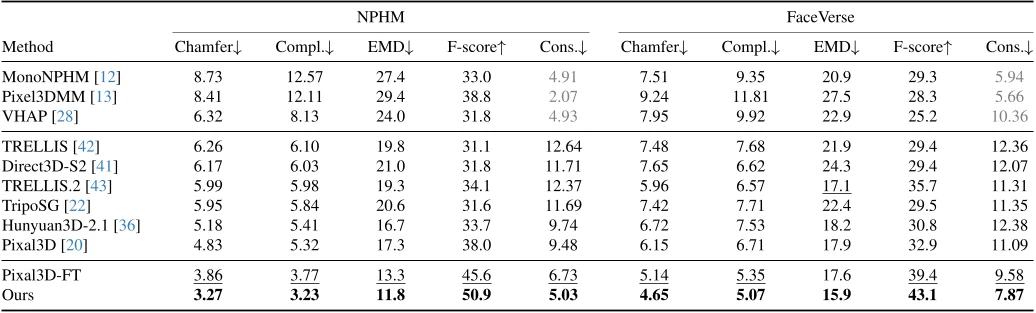 NPHM FaceVerse
Method Chamfer↓ Compl.↓ EMD↓ F-score↑ Cons.↓ Chamfer↓ Compl.↓ EMD↓ F-score↑ Cons.↓
MonoNPHM [12] 8.73 12.57 27.4 33.0 4.91 7.51 9.35 20.9 29.3 5.94
Pixel3DMM [13] 8.41 12.11 29.4 38.8 2.07 9.24 11.81 27.5 28.3 5.66
VHAP [28] 6.32 8.13 24.0 31.8 4.93 7.95 9.92 22.9 25.2 10.36
TRELLIS [42] 6.26 6.10 19.8 31.1 12.64 7.48 7.68 21.9 29.4 12.36
Direct3D-S2 [41] 6.17 6.03 21.0 31.8 11.71 7.65 6.62 24.3 29.4 12.07
TRELLIS.2 [43] 5.99 5.98 19.3 34.1 12.37 5.96 6.57 17.1 35.7 11.31
TripoSG [22] 5.95 5.84 20.6 31.6 11.69 7.42 7.71 22.4 29.5 11.35
Hunyuan3D-2.1 [36] 5.18 5.41 16.7 33.7 9.74 6.72 7.53 18.2 30.8 12.38
Pixal3D [20] 4.83 5.32 17.3 38.0 9.48 6.15 6.71 17.9 32.9 11.09
Pixal3D-FT 3.86 3.77 13.3 45.6 6.73 5.14 5.35 17.6 39.4 9.58
Ours 3.27 3.23 11.8 50.9 5.03 4.65 5.07 15.9 43.1 7.87